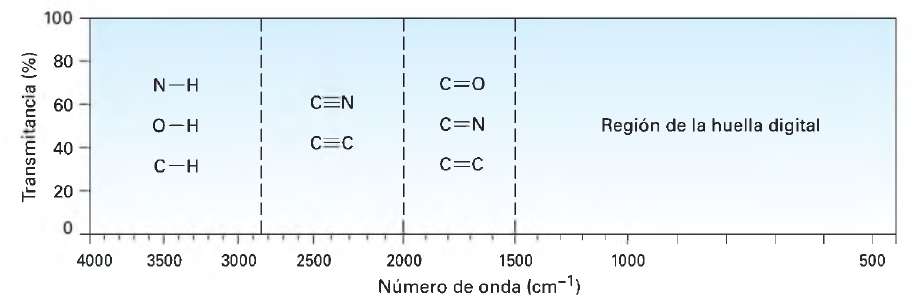 100
80
60
40
20
0
Transmitancia (%)
N—H
O—H
C—H
C≡N
C≡C
C=O
C=N
C=C
Región de la huella digital
4000 3500 3000 2500 2000 1500 1000 500
Número de onda (cm⁻¹)